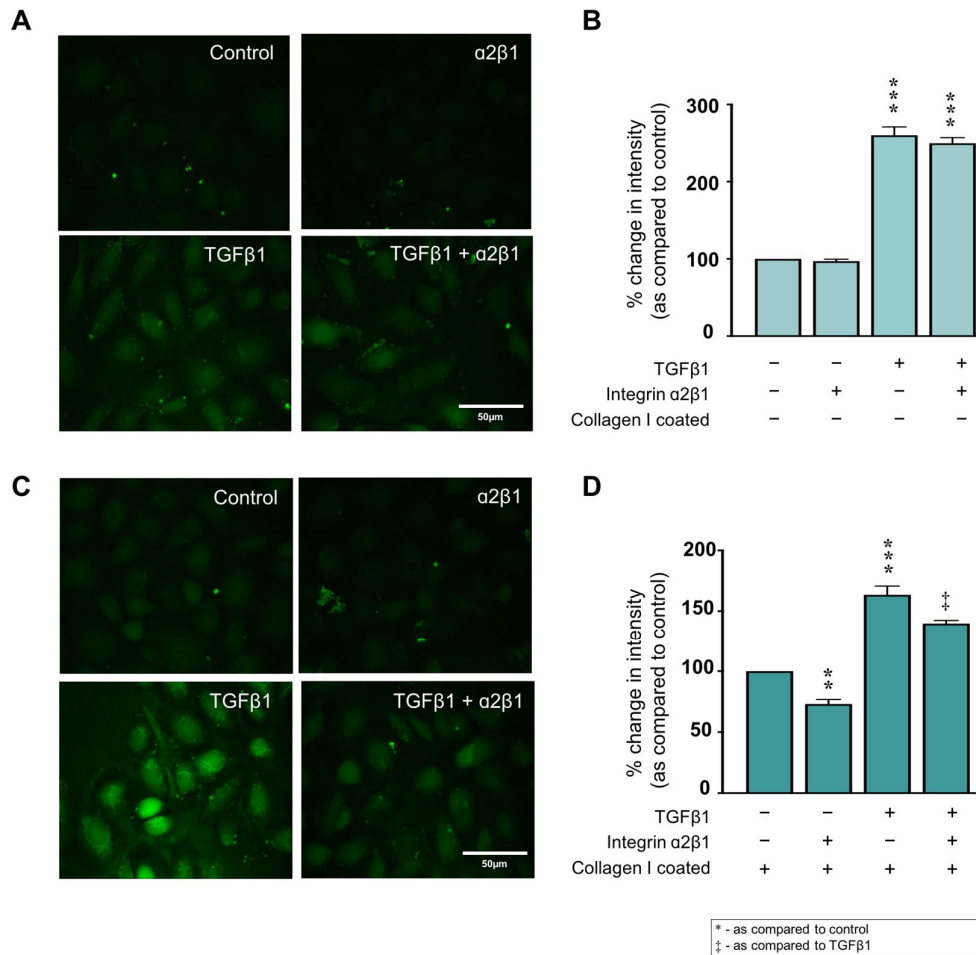 A
Control
α2β1
TGFβ1
TGFβ1 + α2β1
50μm
B
% change in intensity
(as compared to control)
300
200
100
0
***
***
TGFβ1 – – + +
Integrin α2β1 – + – +
Collagen I coated – – – –
C
Control
α2β1
TGFβ1
TGFβ1 + α2β1
50μm
D
% change in intensity
(as compared to control)
200
150
100
50
0
**
***
‡
TGFβ1 – – + +
Integrin α2β1 – + – +
Collagen I coated + + + +
* - as compared to control
‡ - as compared to TGFβ1